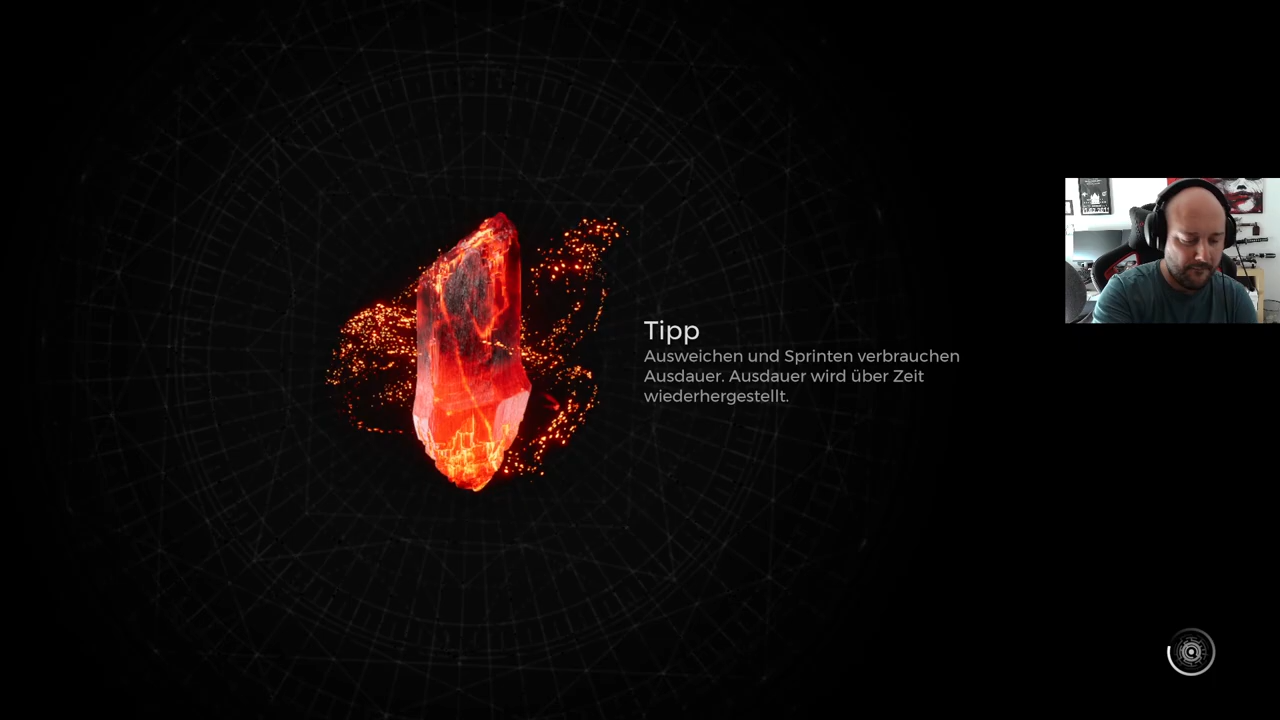 Tipp
Ausweichen und Sprinten verbrauchen
Ausdauer. Ausdauer wird über Zeit
wiederhergestellt.